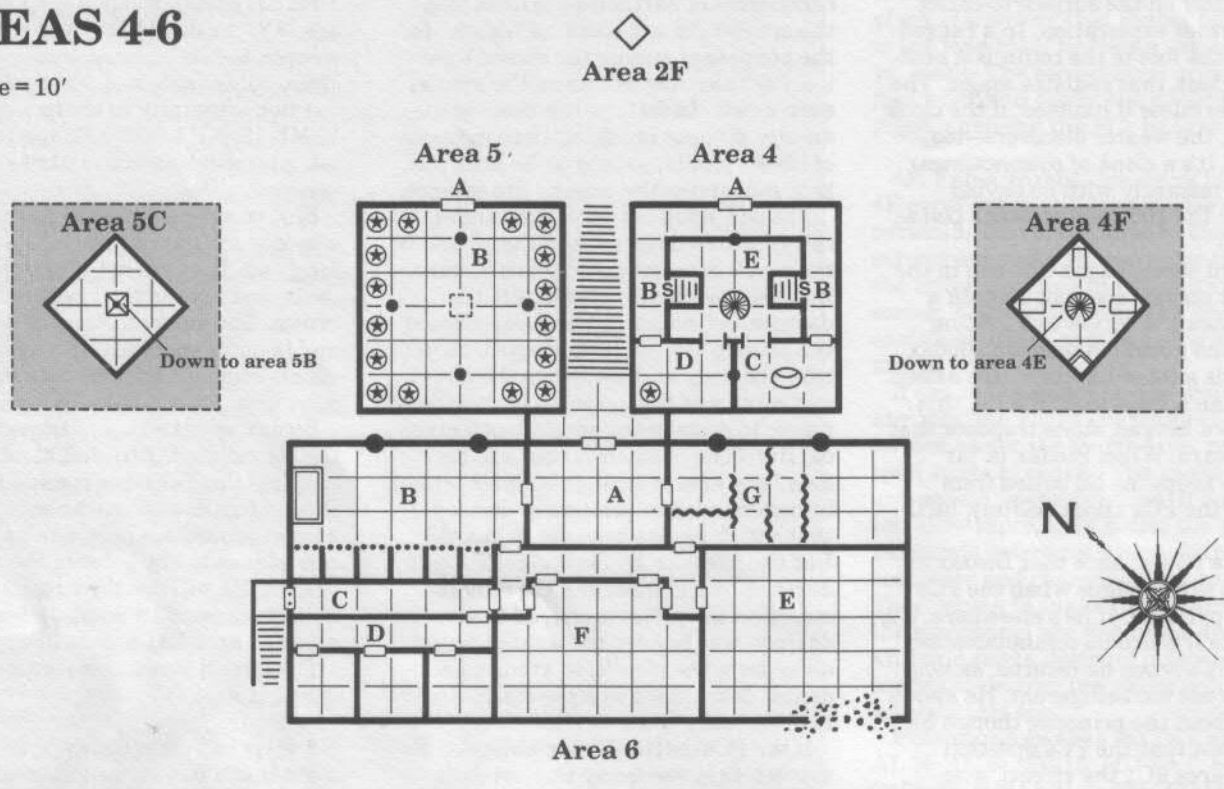 EAS 4-6
e = 10'
Area 2F
Area 5
Area 4
A
A
Area 5C
Area 4F
B
E
B
S
S
B
Down to area 5B
Down to area 4E
D
C
B
A
G
N
C
E
D
F
Area 6